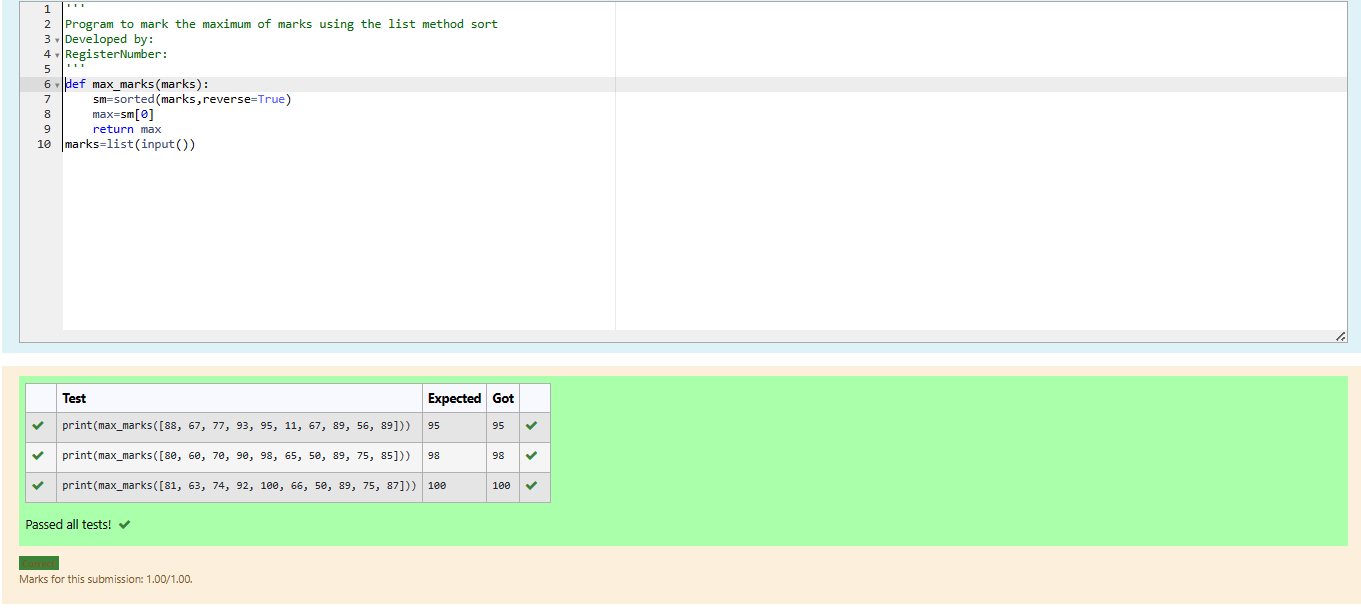 1 '''
2 Program to mark the maximum of marks using the list method sort
3 Developed by:
4 RegisterNumber:
5 '''
6 def max_marks(marks):
7     sm=sorted(marks,reverse=True)
8     max=sm[0]
9     return max
10 marks=list(input())
Test Expected Got
print(max_marks([88, 67, 77, 93, 95, 11, 67, 89, 56, 89])) 95 95
print(max_marks([80, 60, 70, 90, 98, 65, 50, 89, 75, 85])) 98 98
print(max_marks([81, 63, 74, 92, 100, 66, 50, 89, 75, 87])) 100 100
Passed all tests!
Correct
Marks for this submission: 1.00/1.00.